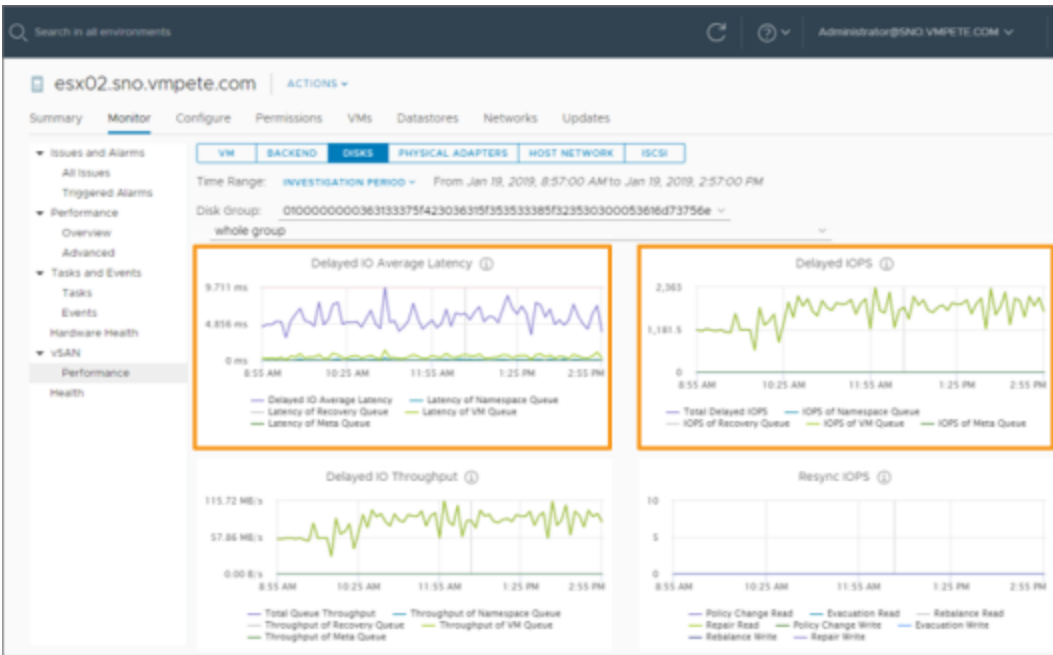 Search in all environments
Administrator@SNO.VMPETE.COM
esx02.sno.vmpete.com ACTIONS
Summary Monitor Configure Permissions VMs Datastores Networks Updates
Issues and Alarms
All Issues
Triggered Alarms
Performance
Overview
Advanced
Tasks and Events
Tasks
Events
Hardware Health
vSAN
Performance
Health
VM BACKEND DISKS PHYSICAL ADAPTERS HOST NETWORK ISCSI
Time Range: INVESTIGATION PERIOD From Jan 19, 2019, 8:57:00 AM to Jan 19, 2019, 2:57:00 PM
Disk Group:
whole group
Delayed IO Average Latency
9.711 ms
4.856 ms
0 ms
8:55 AM 10:25 AM 11:55 AM 1:25 PM 2:55 PM
Delayed IO Average Latency Latency of Namespace Queue
Latency of Recovery Queue Latency of VM Queue
Latency of Meta Queue
Delayed IOPS
2,363
1,181.5
0
8:55 AM 10:25 AM 11:55 AM 1:25 PM 2:55 PM
Total Delayed IOPS IOPS of Namespace Queue
IOPS of Recovery Queue IOPS of VM Queue IOPS of Meta Queue
Delayed IO Throughput
115.72 MB/s
57.86 MB/s
0.00 B/s
8:55 AM 10:25 AM 11:55 AM 1:25 PM 2:55 PM
Total Queue Throughput Throughput of Namespace Queue
Throughput of Recovery Queue Throughput of VM Queue
Throughput of Meta Queue
Resync IOPS
10
5
0
8:55 AM 10:25 AM 11:55 AM 1:25 PM 2:55 PM
Policy Change Read Evacuation Read Rebalance Read
Repair Read Policy Change Write Evacuation Write
Rebalance Write Repair Write